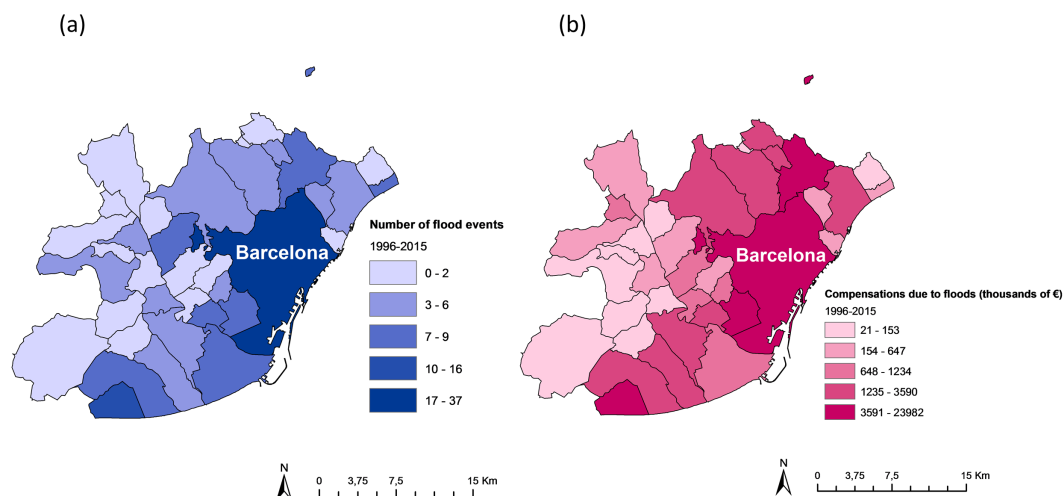 (a)
(b)
Barcelona
Number of flood events
1996-2015
0 - 2
3 - 6
7 - 9
10 - 16
17 - 37
N
0 3,75 7,5 15 Km
Barcelona
Compensations due to floods (thousands of €)
1996-2015
21 - 153
154 - 647
648 - 1234
1235 - 3590
3591 - 23982
N
0 3,75 7,5 15 Km